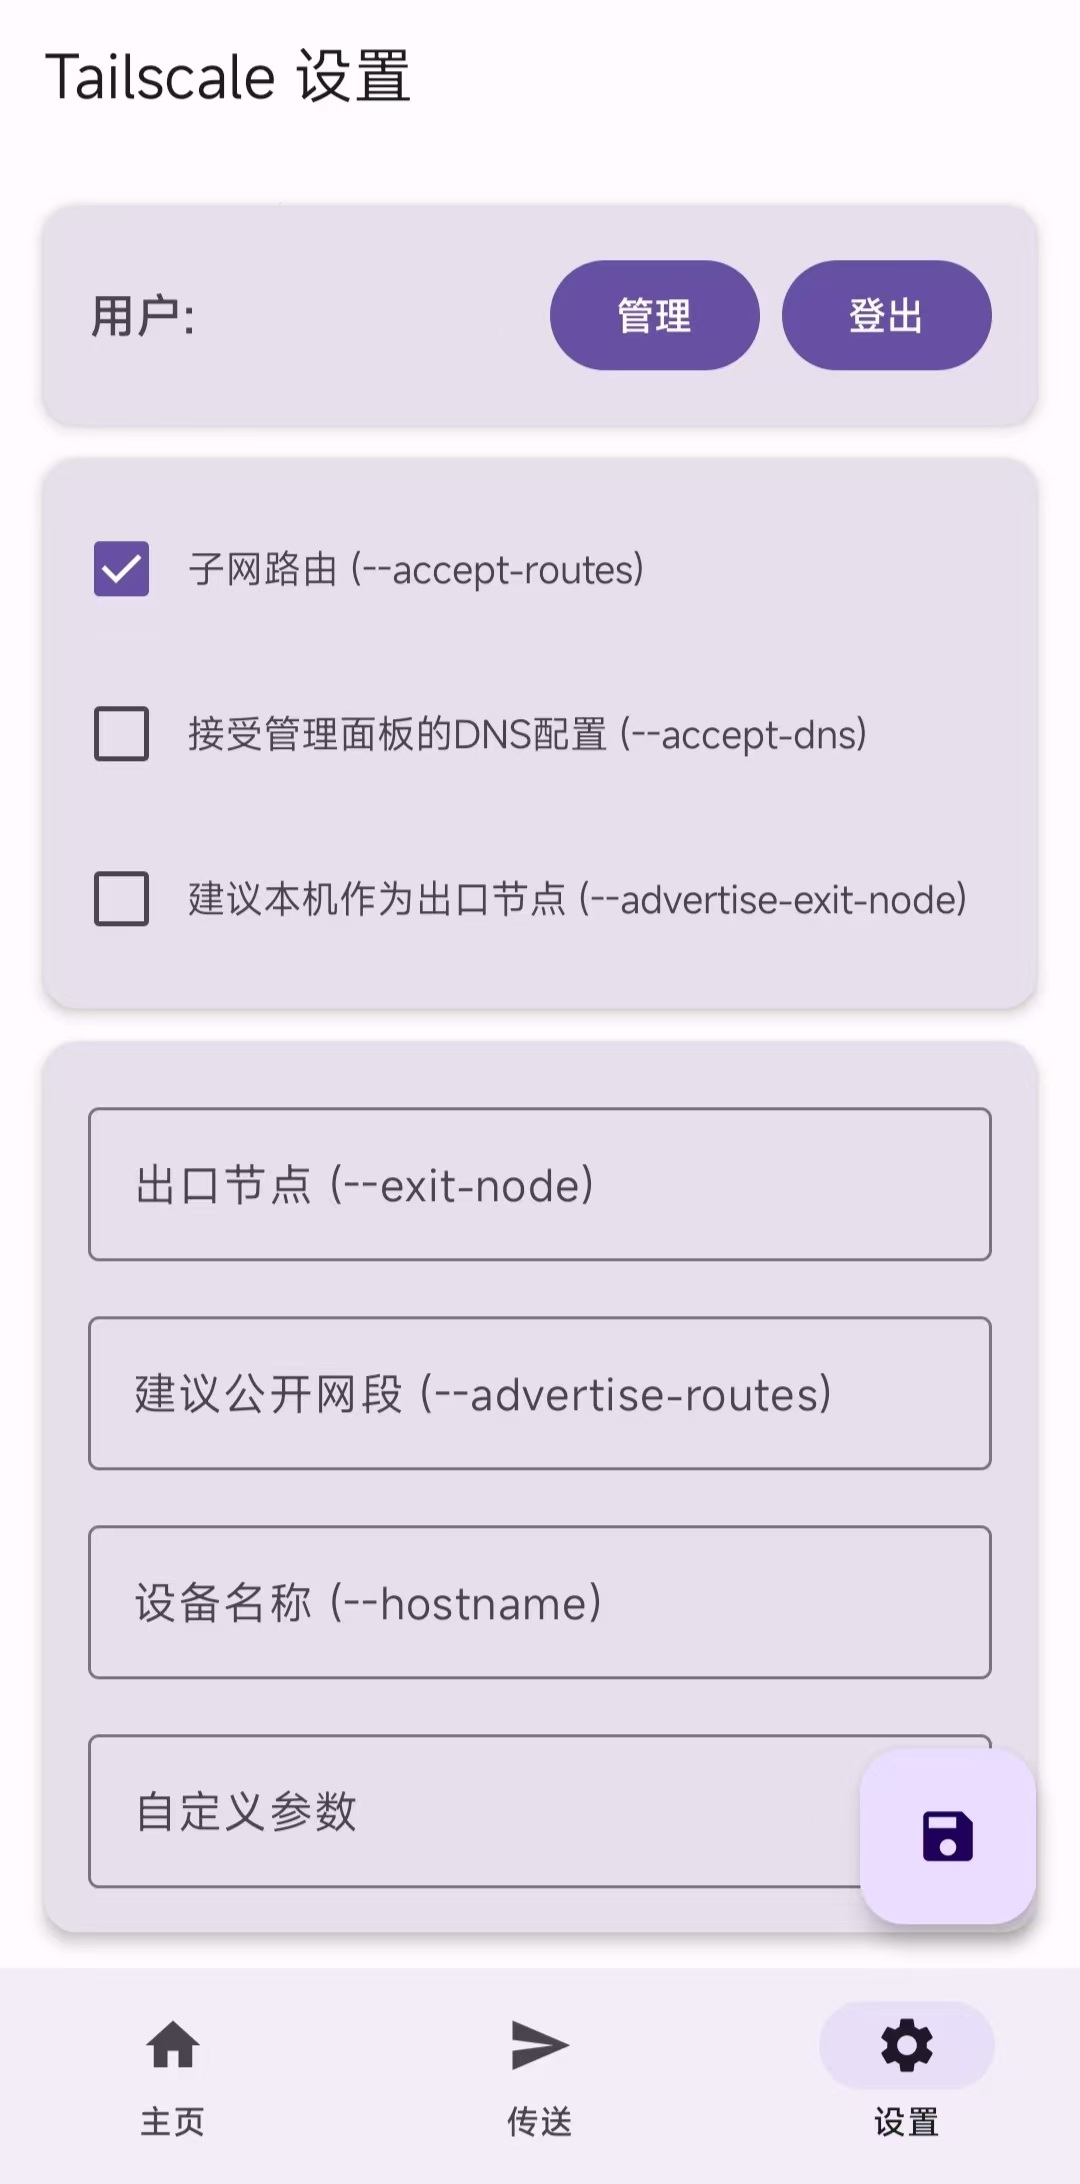 Tailscale 设置
用户:
管理
登出
子网路由 (--accept-routes)
接受管理面板的DNS配置 (--accept-dns)
建议本机作为出口节点 (--advertise-exit-node)
出口节点 (--exit-node)
建议公开网段 (--advertise-routes)
设备名称 (--hostname)
自定义参数
主页
传送
设置